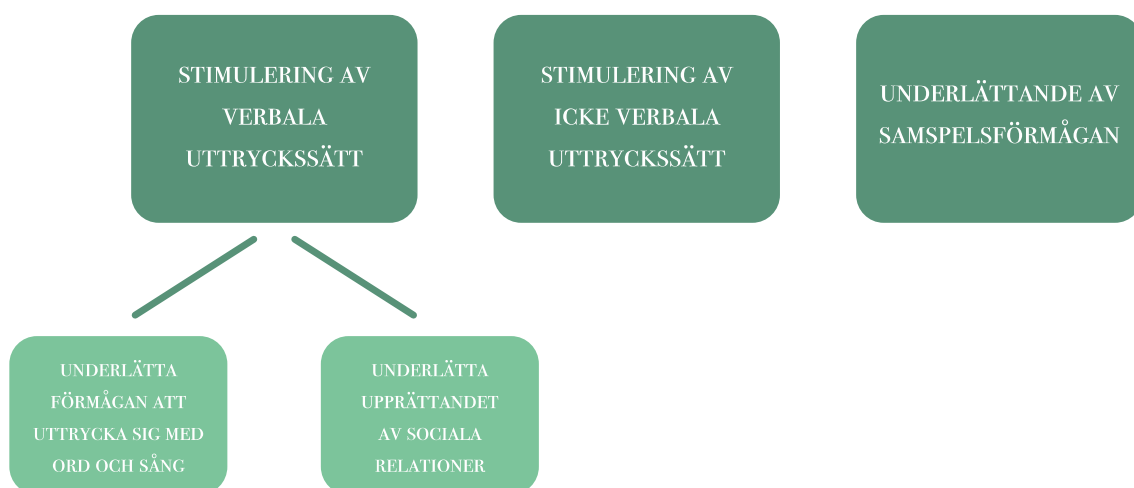 STIMULERING AV
VERBALA
UTTRYCKSSÄTT
STIMULERING AV
ICKE VERBALA
UTTRYCKSSÄTT
UNDERLÄTTANDE AV
SAMSPELSFÖRMÅGAN
UNDERLÄTTA
FÖRMÅGAN ATT
UTTRYCKA SIG MED
ORD OCH SÅNG
UNDERLÄTTA
UPPRÄTTANDET
AV SOCIALA
RELATIONER